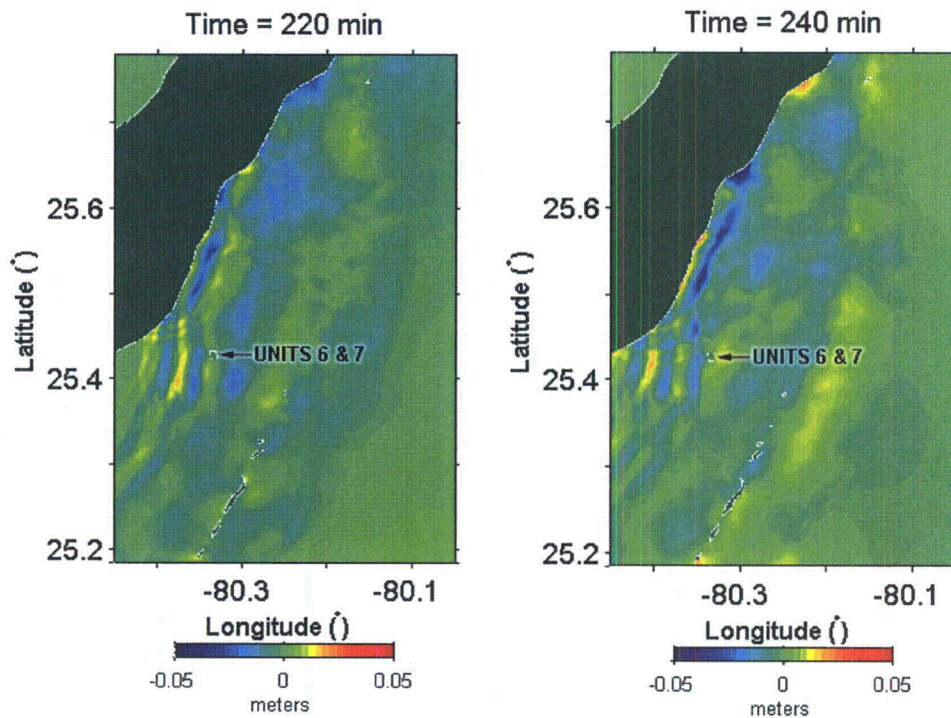 Time = 220 min
25.6
25.4
25.2
Latitude (°)
UNITS 6 & 7
-80.3 -80.1
Longitude (°)
-0.05 0 0.05
meters
Time = 240 min
25.6
25.4
25.2
Latitude (°)
UNITS 6 & 7
-80.3 -80.1
Longitude (°)
-0.05 0 0.05
meters